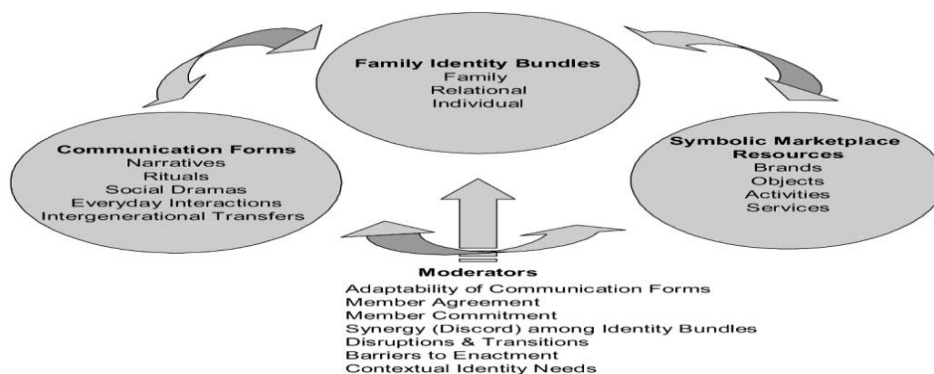 Family Identity Bundles
Family
Relational
Individual
Communication Forms
Narratives
Rituals
Social Dramas
Everyday Interactions
Intergenerational Transfers
Symbolic Marketplace
Resources
Brands
Objects
Activities
Services
Moderators
Adaptability of Communication Forms
Member Agreement
Member Commitment
Synergy (Discord) among Identity Bundles
Disruptions & Transitions
Barriers to Enactment
Contextual Identity Needs